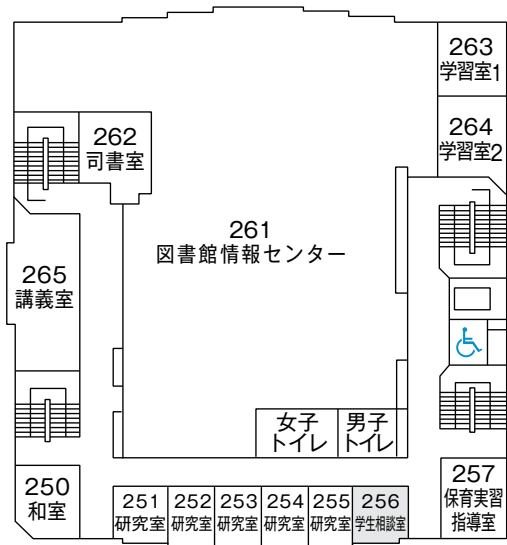 263
学習室1
264
学習室2
262
司書室
261
図書館情報センター
265
講義室
女子
トイレ
男子
トイレ
250
和室
251
研究室
252
研究室
253
研究室
254
研究室
255
研究室
256
学生相談室
257
保育実習
指導室